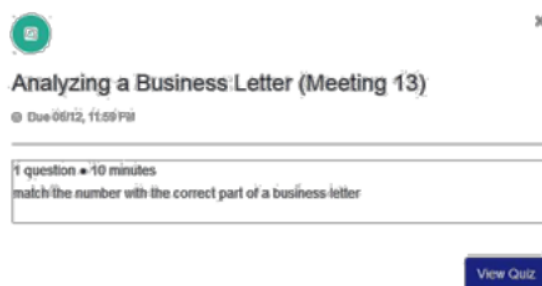 Analyzing a Business Letter (Meeting 13)
Due 06/12, 11:59 PM
1 question • 10 minutes
match the number with the correct part of a business letter
View Quiz